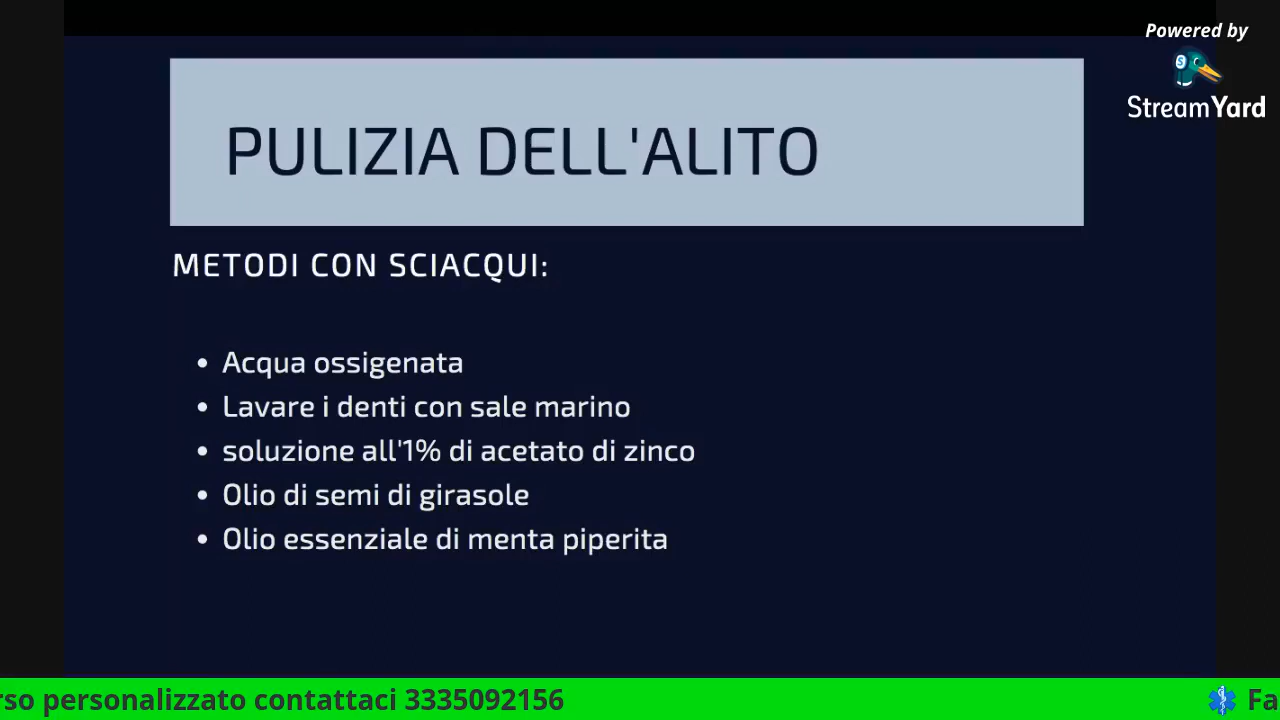 Powered by
StreamYard
PULIZIA DELL'ALITO
METODI CON SCIACQUI:
• Acqua ossigenata
• Lavare i denti con sale marino
• soluzione all'1% di acetato di zinco
• Olio di semi di girasole
• Olio essenziale di menta piperita
rso personalizzato contattaci 3335092156
Fa